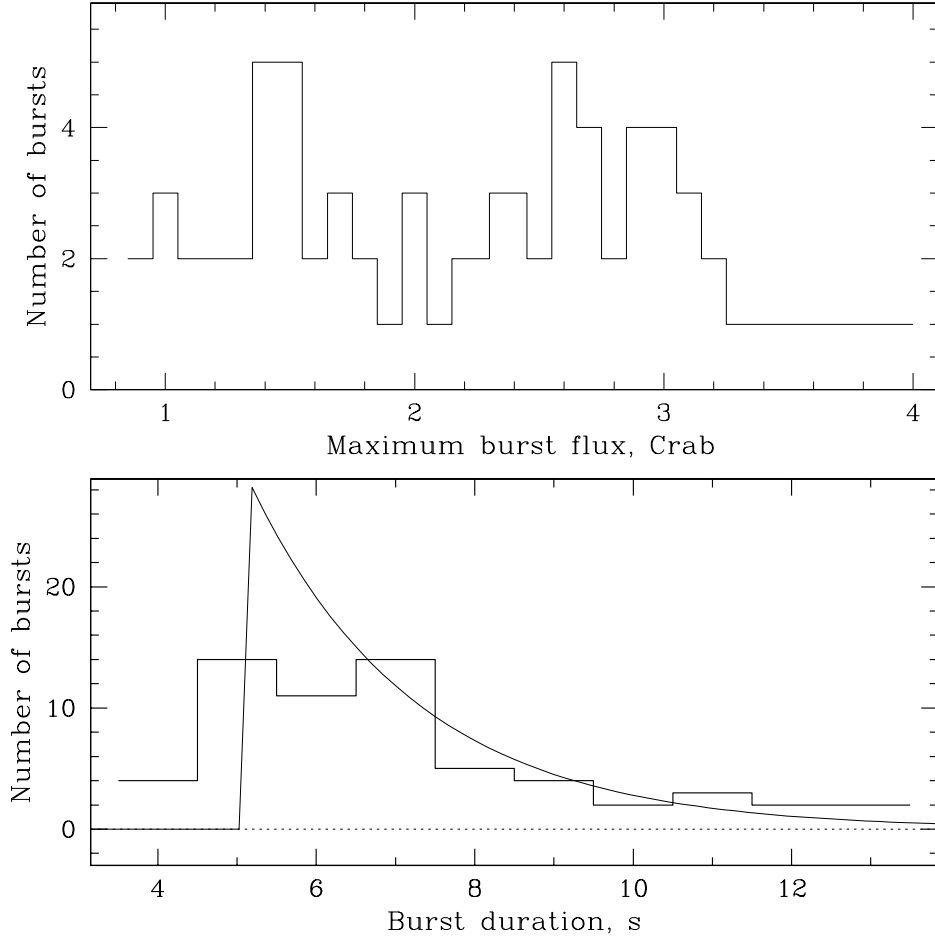 Number of bursts
4
2
0
1 2 3 4
Maximum burst flux, Crab
Number of bursts
20
10
0
4 6 8 10 12
Burst duration, s